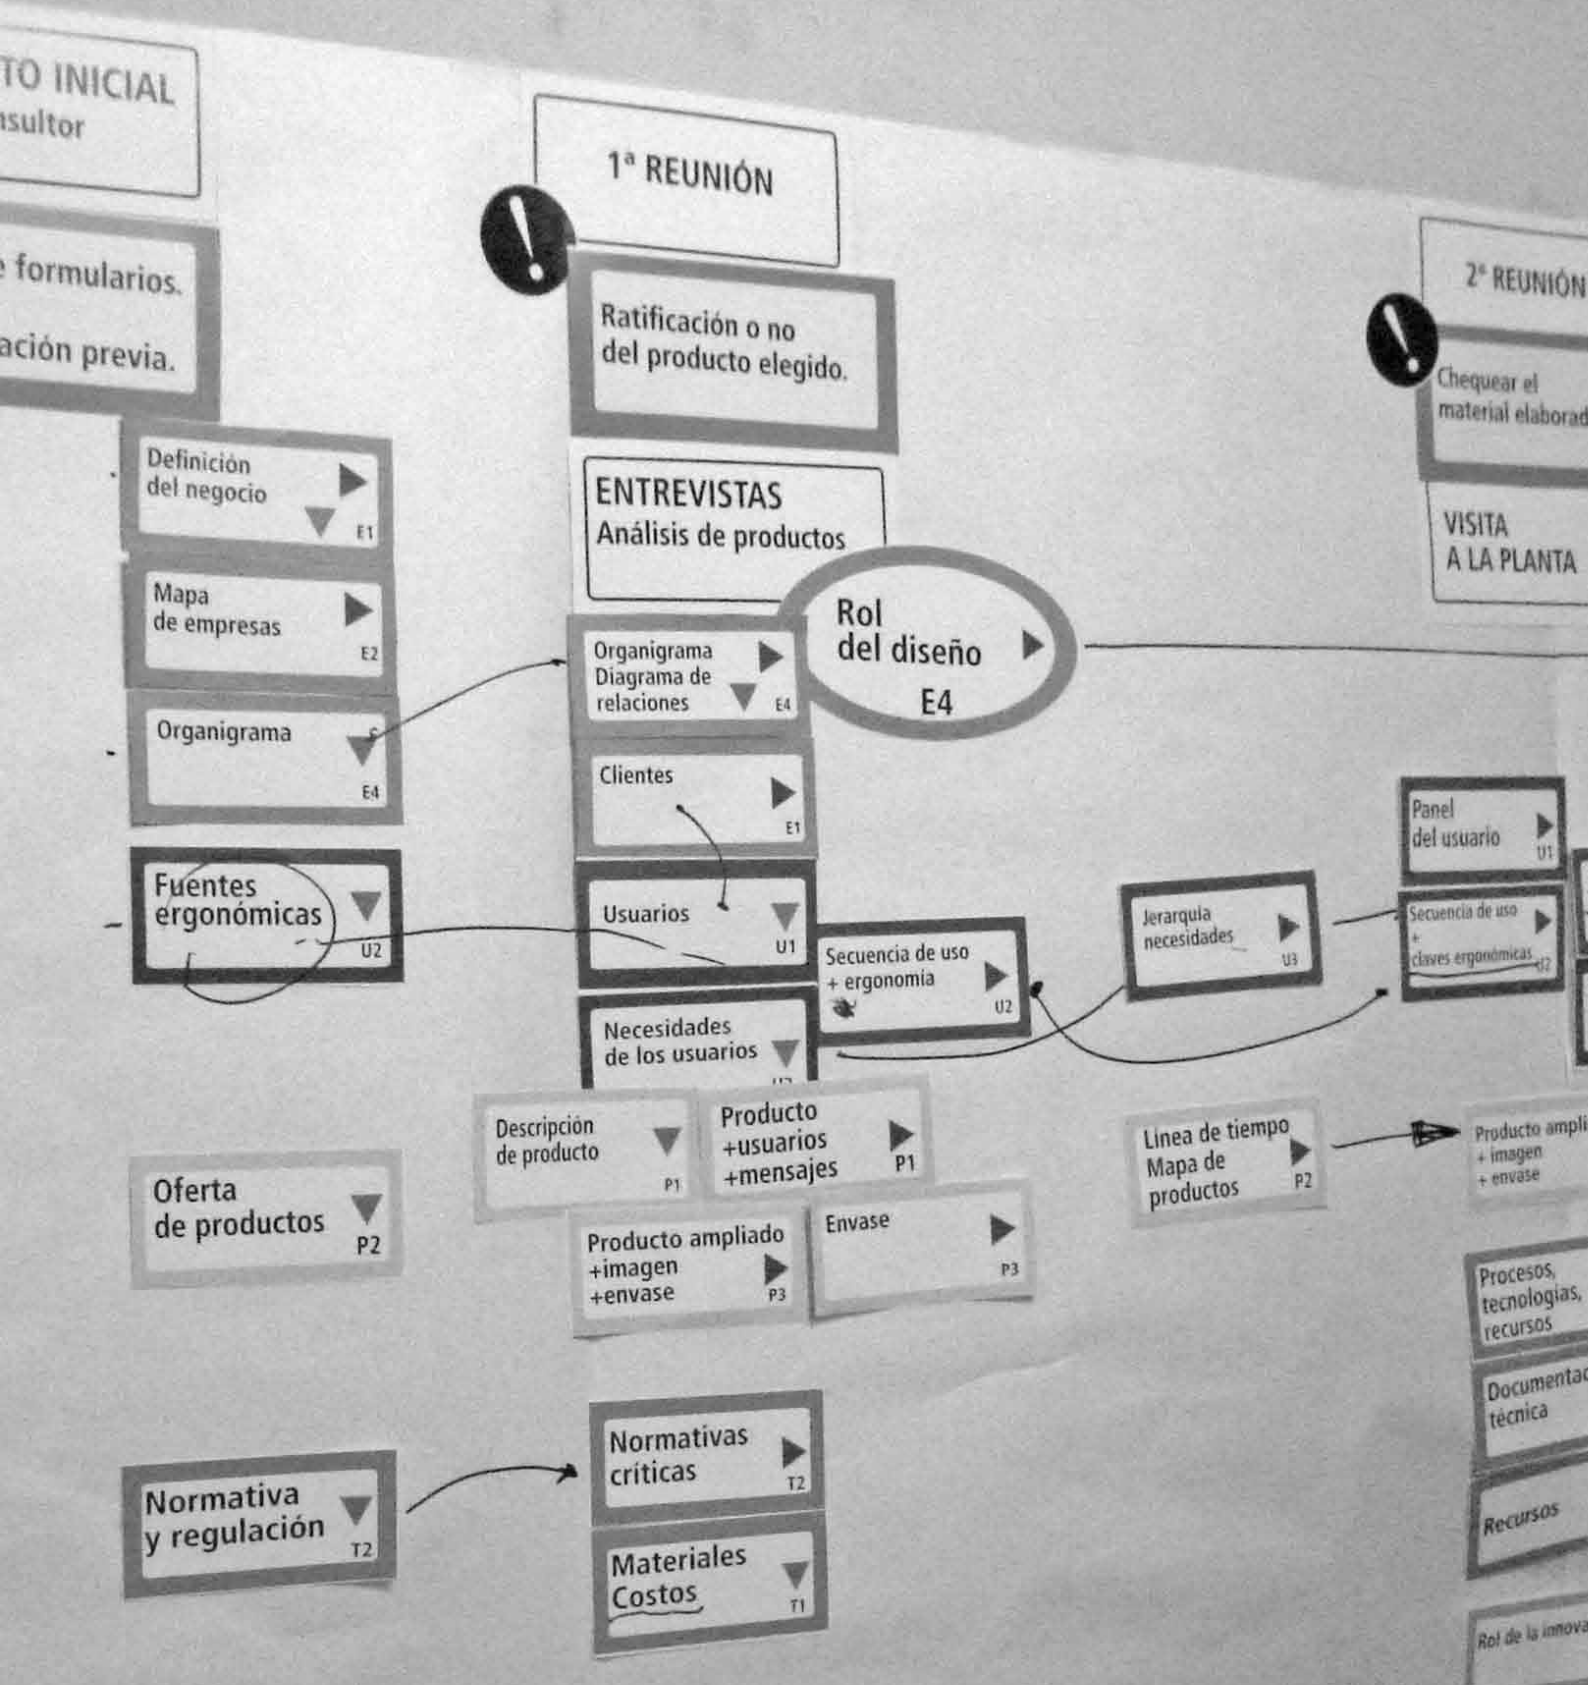 TO INICIAL
nsultor
e formularios.
ación previa.
Definición
del negocio
E1
Mapa
de empresas
E2
Organigrama
E4
Fuentes
ergonómicas
U2
Oferta
de productos
P2
Normativa
y regulación
T2
1ª REUNIÓN
!
Ratificación o no
del producto elegido.
ENTREVISTAS
Análisis de productos
Rol
del diseño
E4
Organigrama
Diagrama de
relaciones
E4
Clientes
E1
Usuarios
U1
Secuencia de uso
+ ergonomía
U2
Necesidades
de los usuarios
Descripción
de producto
P1
Producto
+usuarios
+mensajes
P1
Producto ampliado
+imagen
+envase
P3
Envase
P3
Normativas
críticas
T2
Materiales
Costos
T1
Jerarquía
necesidades
U3
Línea de tiempo
Mapa de
productos
P2
2ª REUNIÓN
!
Chequear el
material elaborad
VISITA
A LA PLANTA
Panel
del usuario
U1
Secuencia de uso
+
claves ergonómicas
U2
Producto ampli
+ imagen
+ envase
Procesos,
tecnologías,
recursos
Documentac
técnica
Recursos
Rol de la innova